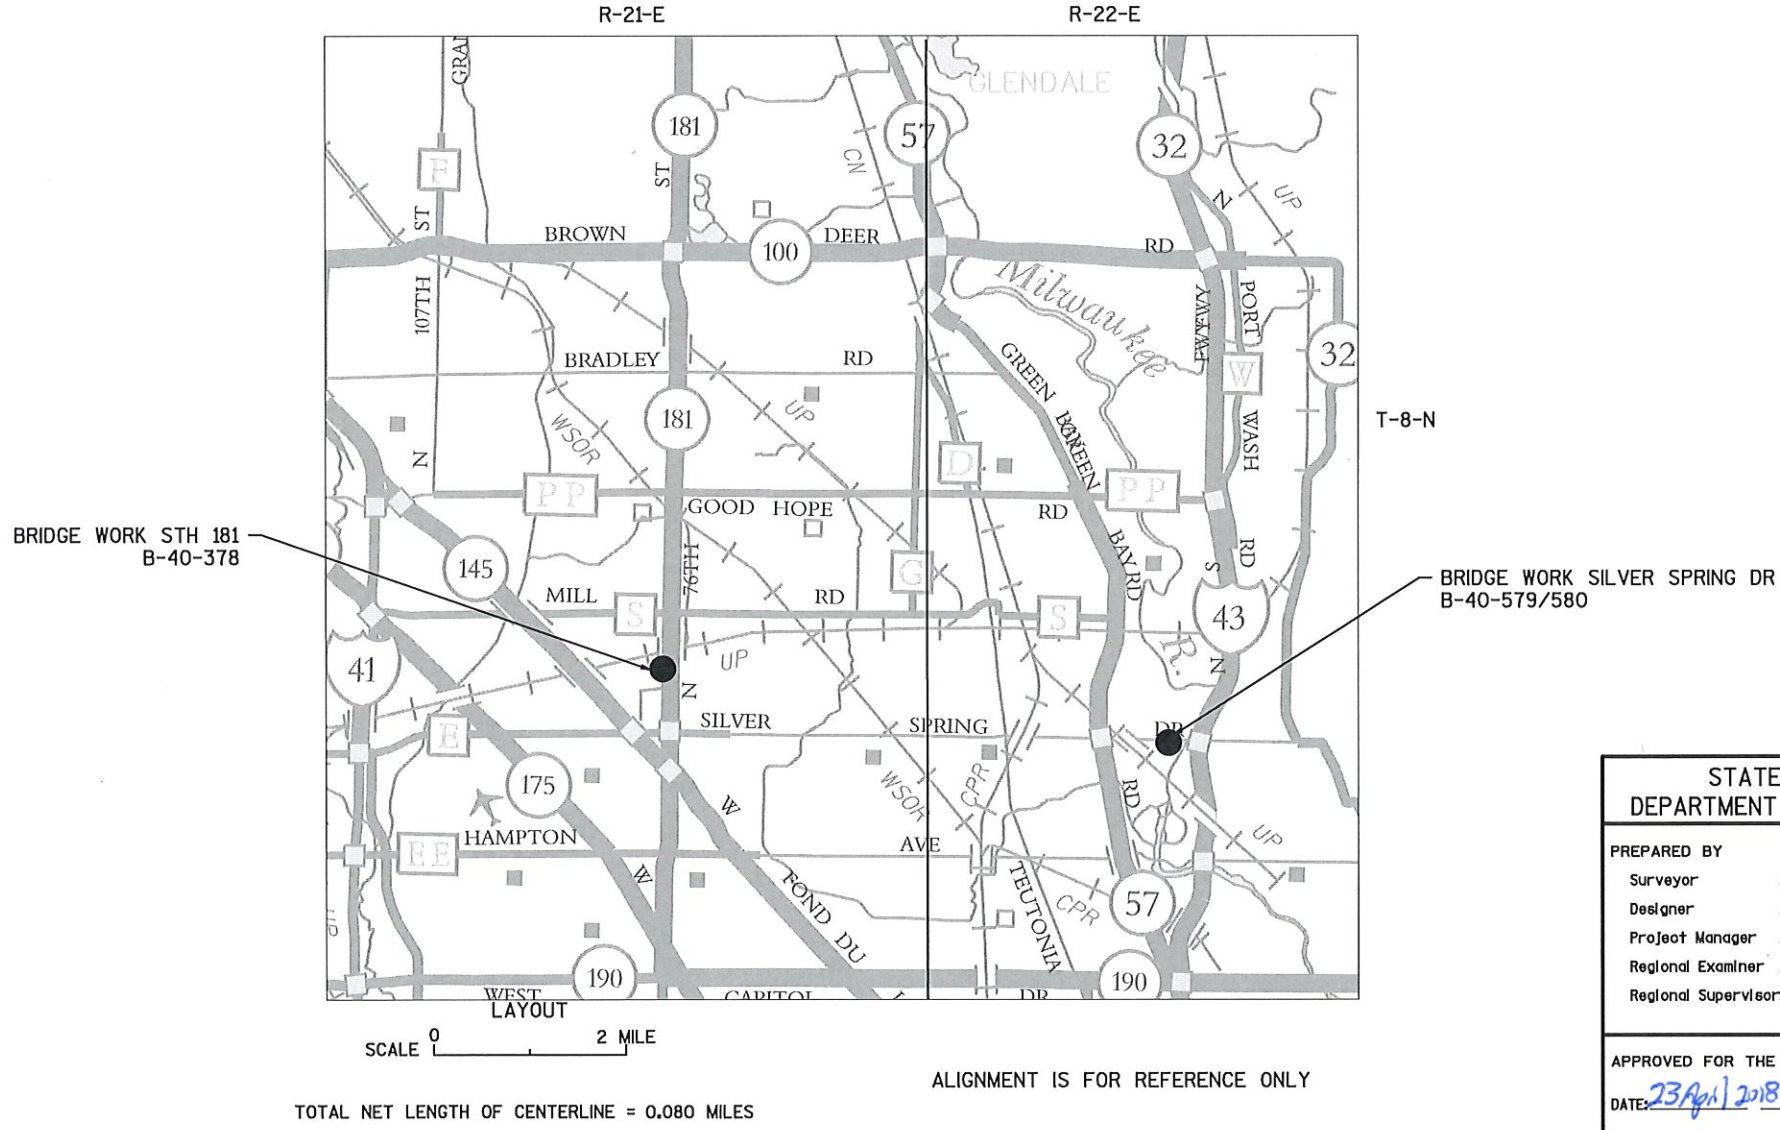 R-21-E
R-22-E
GLENDALE
181
57
32
F
ST
CN
ST
N
UP
BROWN
100
DEER
RD
107TH
Milwaukee
PORT
BRADLEY
RD
GREEN
W
32
181
UP
WSOR
BAY
GREEN
WASH
T-8-N
N
D
PP
PP
GOOD HOPE
RD
BRIDGE WORK STH 181
B-40-378
145
76TH
G
BAY RD
S
RD
BRIDGE WORK SILVER SPRING DR
B-40-579/580
MILL
S
RD
S
43
R.
N
41
UP
N
SILVER
SPRING
DR
E
175
WSOR
CPR
RD
UP
W
HAMPTON
AVE
EE
W
FOND DU
TEUTONIA
CPR
57
190
190
WEST
CAPITOL
DR
LAYOUT
SCALE 0 2 MILE
ALIGNMENT IS FOR REFERENCE ONLY
TOTAL NET LENGTH OF CENTERLINE = 0.080 MILES
STATE
DEPARTMENT
PREPARED BY
Surveyor
Designer
Project Manager
Regional Examiner
Regional Supervisor
APPROVED FOR THE
DATE: 23 April 2018